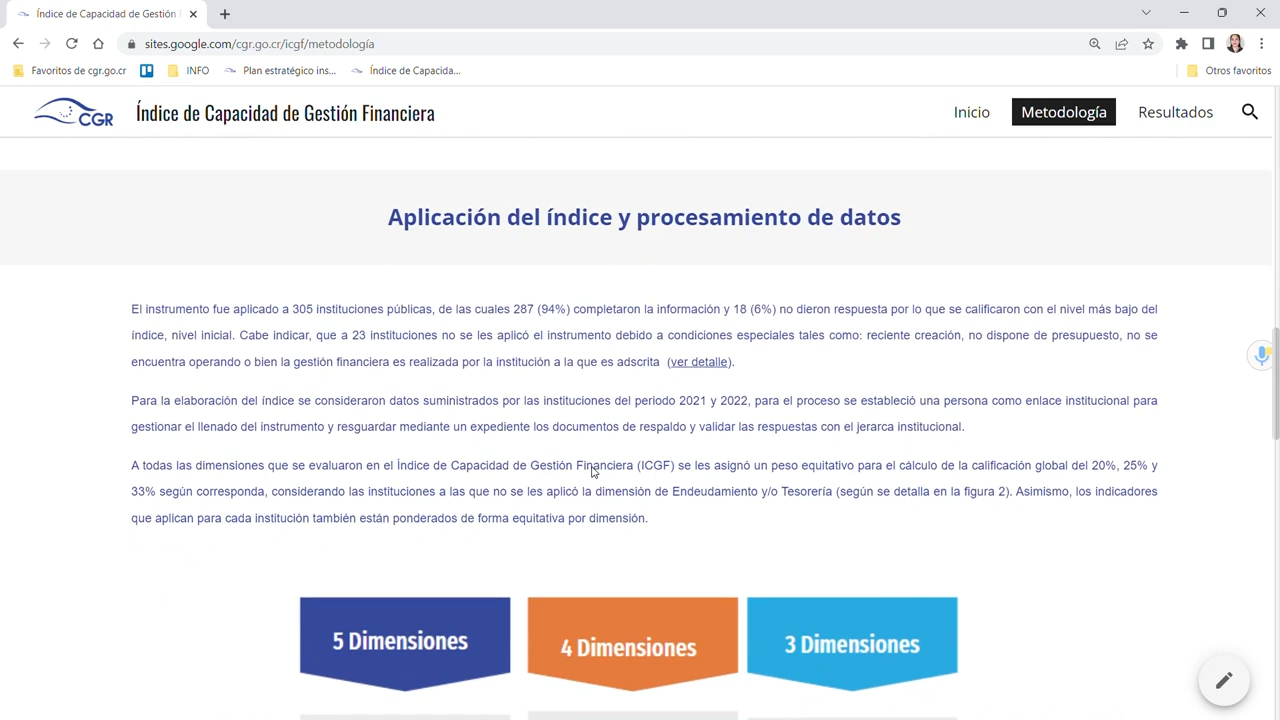 Índice de Capacidad de Gestión
sites.google.com/cgr.go.cr/icgf/metodología
Favoritos de cgr.go.cr
INFO
Plan estratégico ins...
Índice de Capacida...
Otros favoritos
CGR
Índice de Capacidad de Gestión Financiera
Inicio
Metodología
Resultados
Aplicación del índice y procesamiento de datos
El instrumento fue aplicado a 305 instituciones públicas, de las cuales 287 (94%) completaron la información y 18 (6%) no dieron respuesta por lo que se calificaron con el nivel más bajo del
índice, nivel inicial. Cabe indicar, que a 23 instituciones no se les aplicó el instrumento debido a condiciones especiales tales como: reciente creación, no dispone de presupuesto, no se
encuentra operando o bien la gestión financiera es realizada por la institución a la que es adscrita (ver detalle).
Para la elaboración del índice se consideraron datos suministrados por las instituciones del periodo 2021 y 2022, para el proceso se estableció una persona como enlace institucional para
gestionar el llenado del instrumento y resguardar mediante un expediente los documentos de respaldo y validar las respuestas con el jerarca institucional.
A todas las dimensiones que se evaluaron en el Índice de Capacidad de Gestión Financiera (ICGF) se les asignó un peso equitativo para el cálculo de la calificación global del 20%, 25% y
33% según corresponda, considerando las instituciones a las que no se les aplicó la dimensión de Endeudamiento y/o Tesorería (según se detalla en la figura 2). Asimismo, los indicadores
que aplican para cada institución también están ponderados de forma equitativa por dimensión.
5 Dimensiones
4 Dimensiones
3 Dimensiones